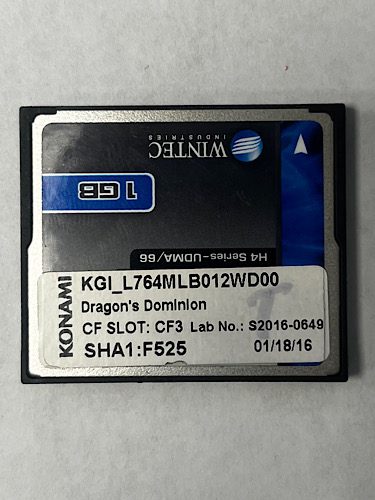 WINTEC
INDUSTRIES
1 GB
H4 Series-UDMA/66
KONAMI
KGI_L764MLB012WD00
Dragon's Dominion
CF SLOT: CF3 Lab No.: S2016-0649
SHA1:F525 01/18/16